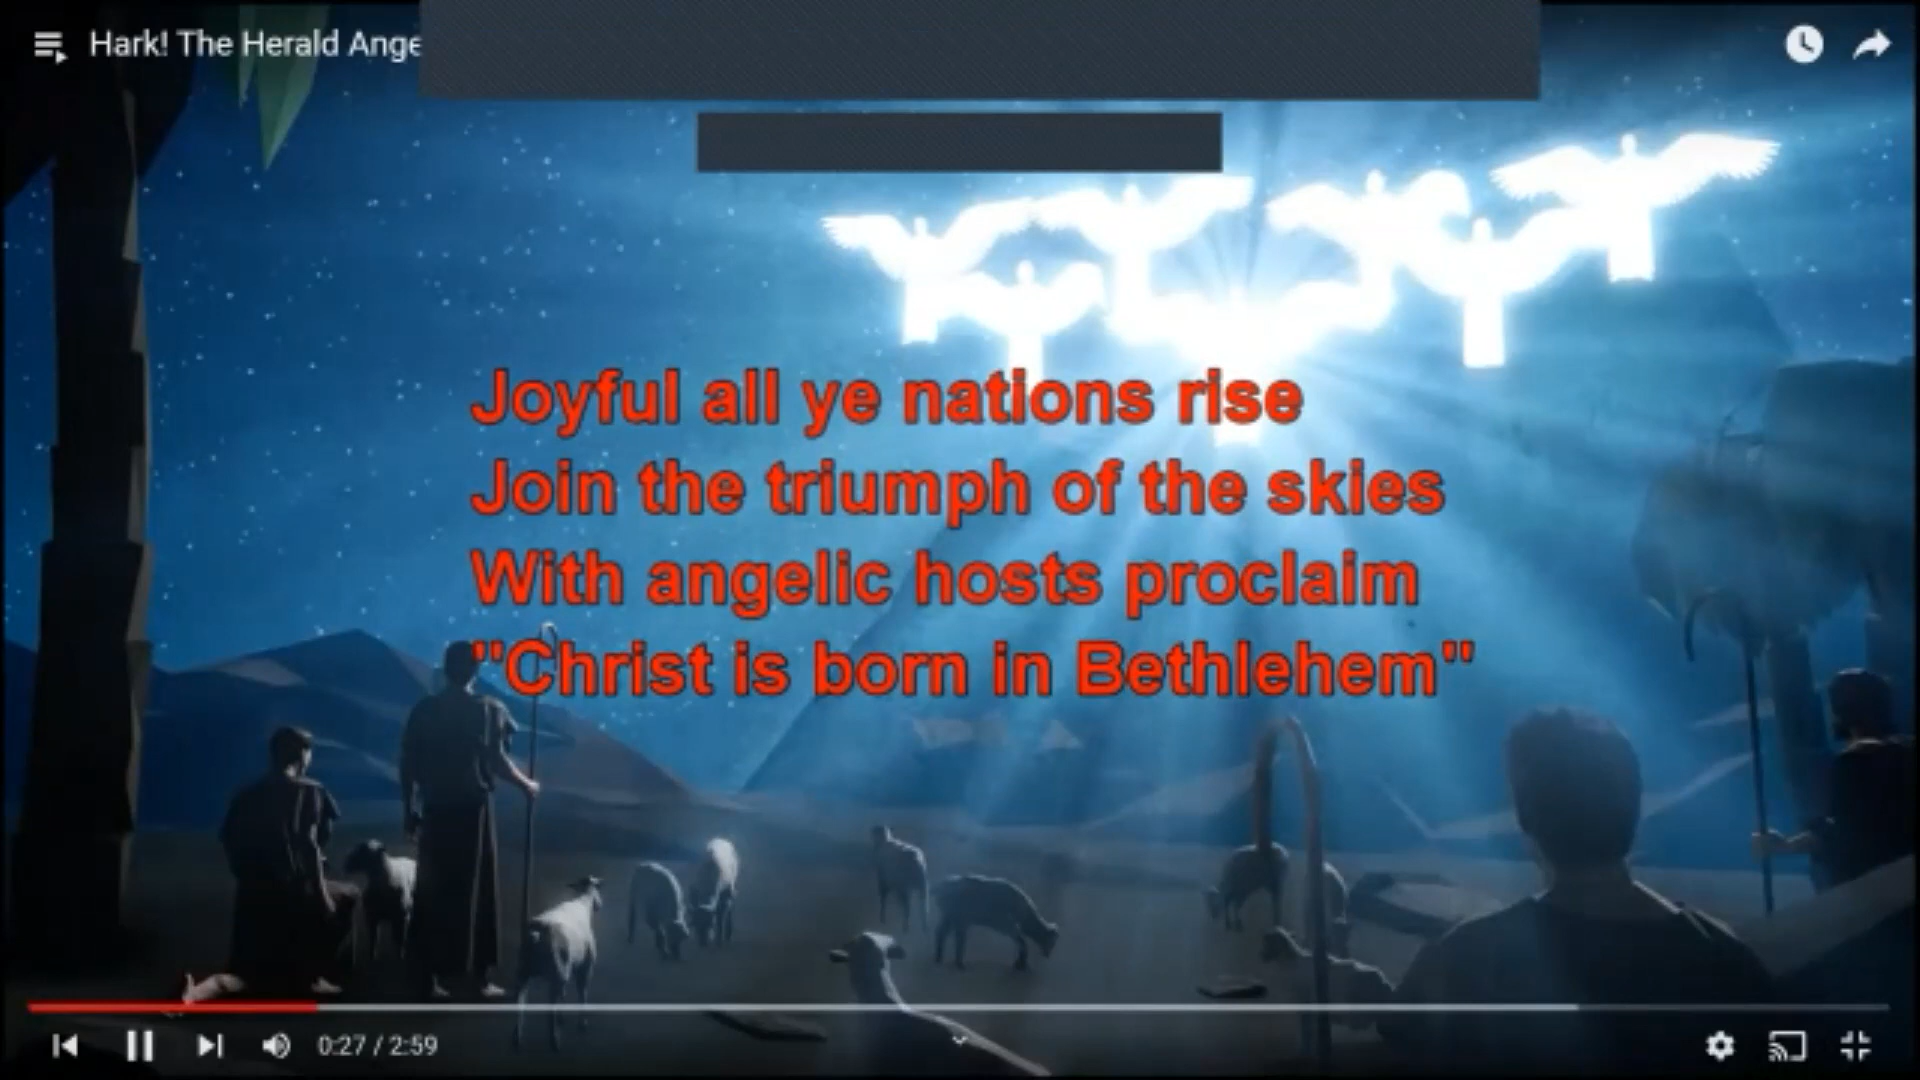 Hark! The Herald Ange
Joyful all ye nations rise
Join the triumph of the skies
With angelic hosts proclaim
"Christ is born in Bethlehem"
0:27 / 2:59